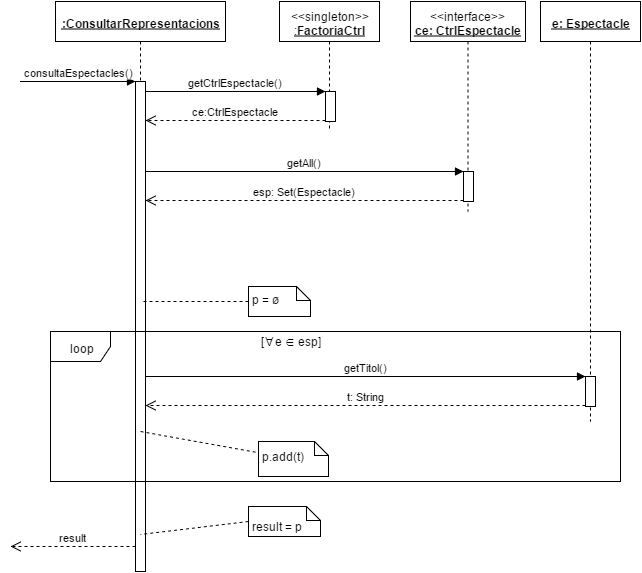 :ConsultarRepresentacions
<<singleton>>
:FactoriaCtrl
<<interface>>
ce: CtrlEspectacle
e: Espectacle
consultaEspectacles()
getCtrlEspectacle()
ce:CtrlEspectacle
getAll()
esp: Set(Espectacle)
p = ø
loop
[∀e ∈ esp]
getTitol()
t: String
p.add(t)
result = p
result